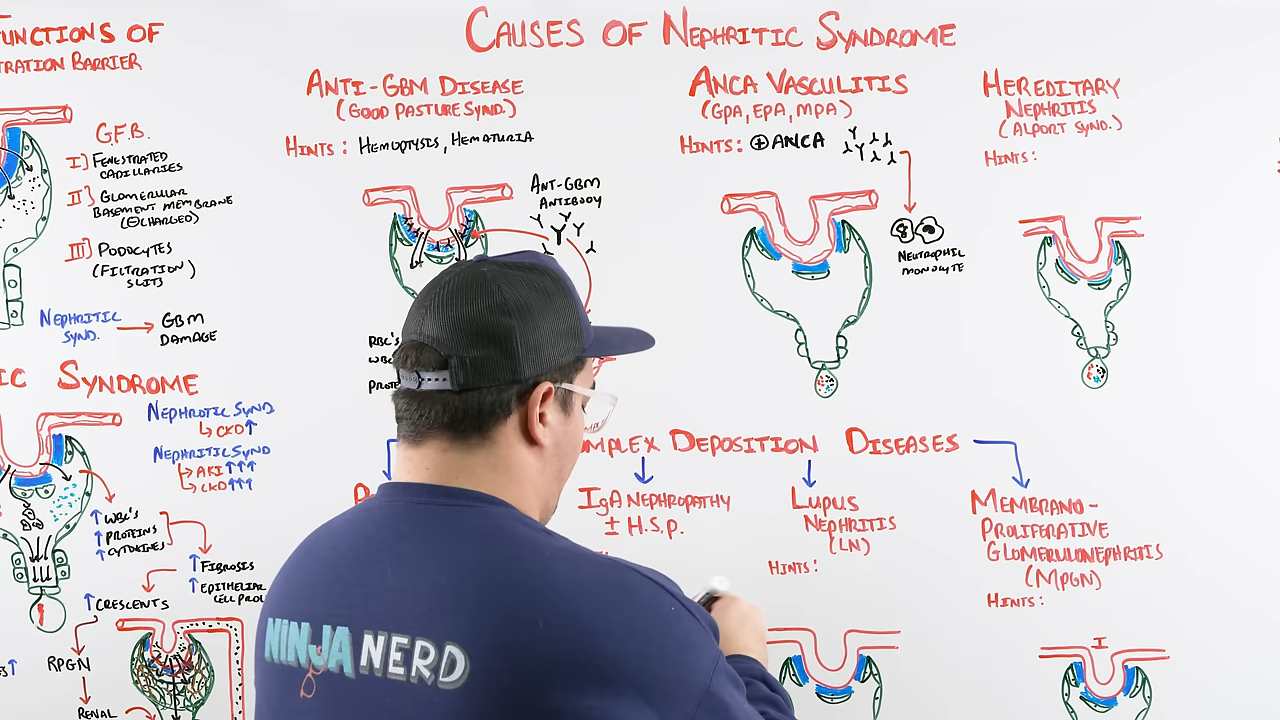 CAUSES OF NEPHRITIC SYNDROME
FUNCTIONS OF
TRATION BARRIER
G.F.B.
I] FENESTRATED
CAPILLARIES
II] GLOMERULAR
BASEMENT MEMBRANE
(⊖CHARGED)
III] PODOCYTES
(FILTRATION
SLITS)
NEPHRITIC
SYND. → GBM
DAMAGE
IC SYNDROME
NEPHROTIC SYND
↳ CKD↑
NEPHRITIC SYND
↳ AKI↑↑↑
↳ CKD↑↑↑
↑ WBC'S
↑ PROTEINS
↑ CYTOKINES
↑ FIBROSIS
↑ EPITHELIAL
CELL PROL
↑ CRESCENTS
RPGN
RENAL
ANTI-GBM DISEASE
(GOOD PASTURE SYND.)
HINTS: HEMOPTYSIS, HEMATURIA
ANT-GBM
ANTIBODY
RBC'S
WBC
PROTE
ANCA VASCULITIS
(GPA, EPA, MPA)
HINTS: ⊕ANCA
NEUTROPHIL
MONOCYTE
HEREDITARY
NEPHRITIS
(ALPORT SYND.)
HINTS:
MPLEX DEPOSITION DISEASES
IgA NEPHROPATHY
± H.S.P.
LUPUS
NEPHRITIS
(LN)
HINTS:
MEMBRANO-
PROLIFERATIVE
GLOMERULONEPHRITIS
(MPGN)
HINTS:
I
NINJA NERD